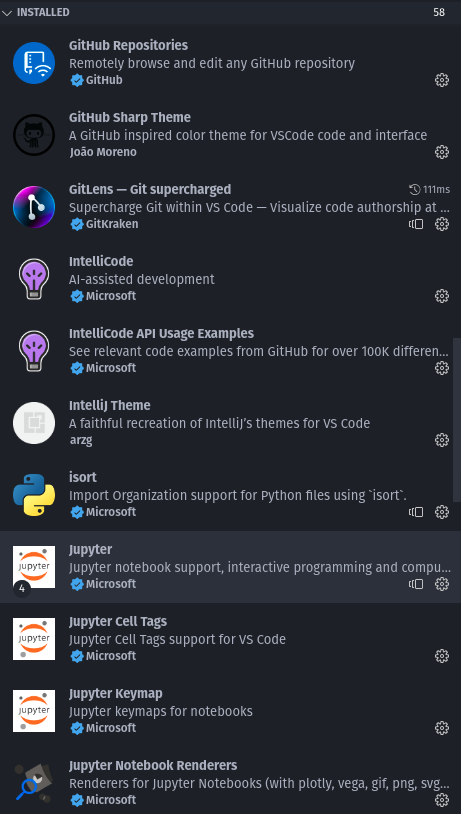 INSTALLED 58
GitHub Repositories
Remotely browse and edit any GitHub repository
GitHub
GitHub Sharp Theme
A GitHub inspired color theme for VSCode code and interface
João Moreno
GitLens — Git supercharged 111ms
Supercharge Git within VS Code — Visualize code authorship at ...
GitKraken
IntelliCode
AI-assisted development
Microsoft
IntelliCode API Usage Examples
See relevant code examples from GitHub for over 100K differen...
Microsoft
IntelliJ Theme
A faithful recreation of IntelliJ's themes for VS Code
arzg
isort
Import Organization support for Python files using `isort`.
Microsoft
Jupyter
jupyter
Jupyter notebook support, interactive programming and compu...
4
Microsoft
Jupyter Cell Tags
jupyter
Jupyter Cell Tags support for VS Code
Microsoft
Jupyter Keymap
jupyter
Jupyter keymaps for notebooks
Microsoft
Jupyter Notebook Renderers
Renderers for Jupyter Notebooks (with plotly, vega, gif, png, svg...
Microsoft